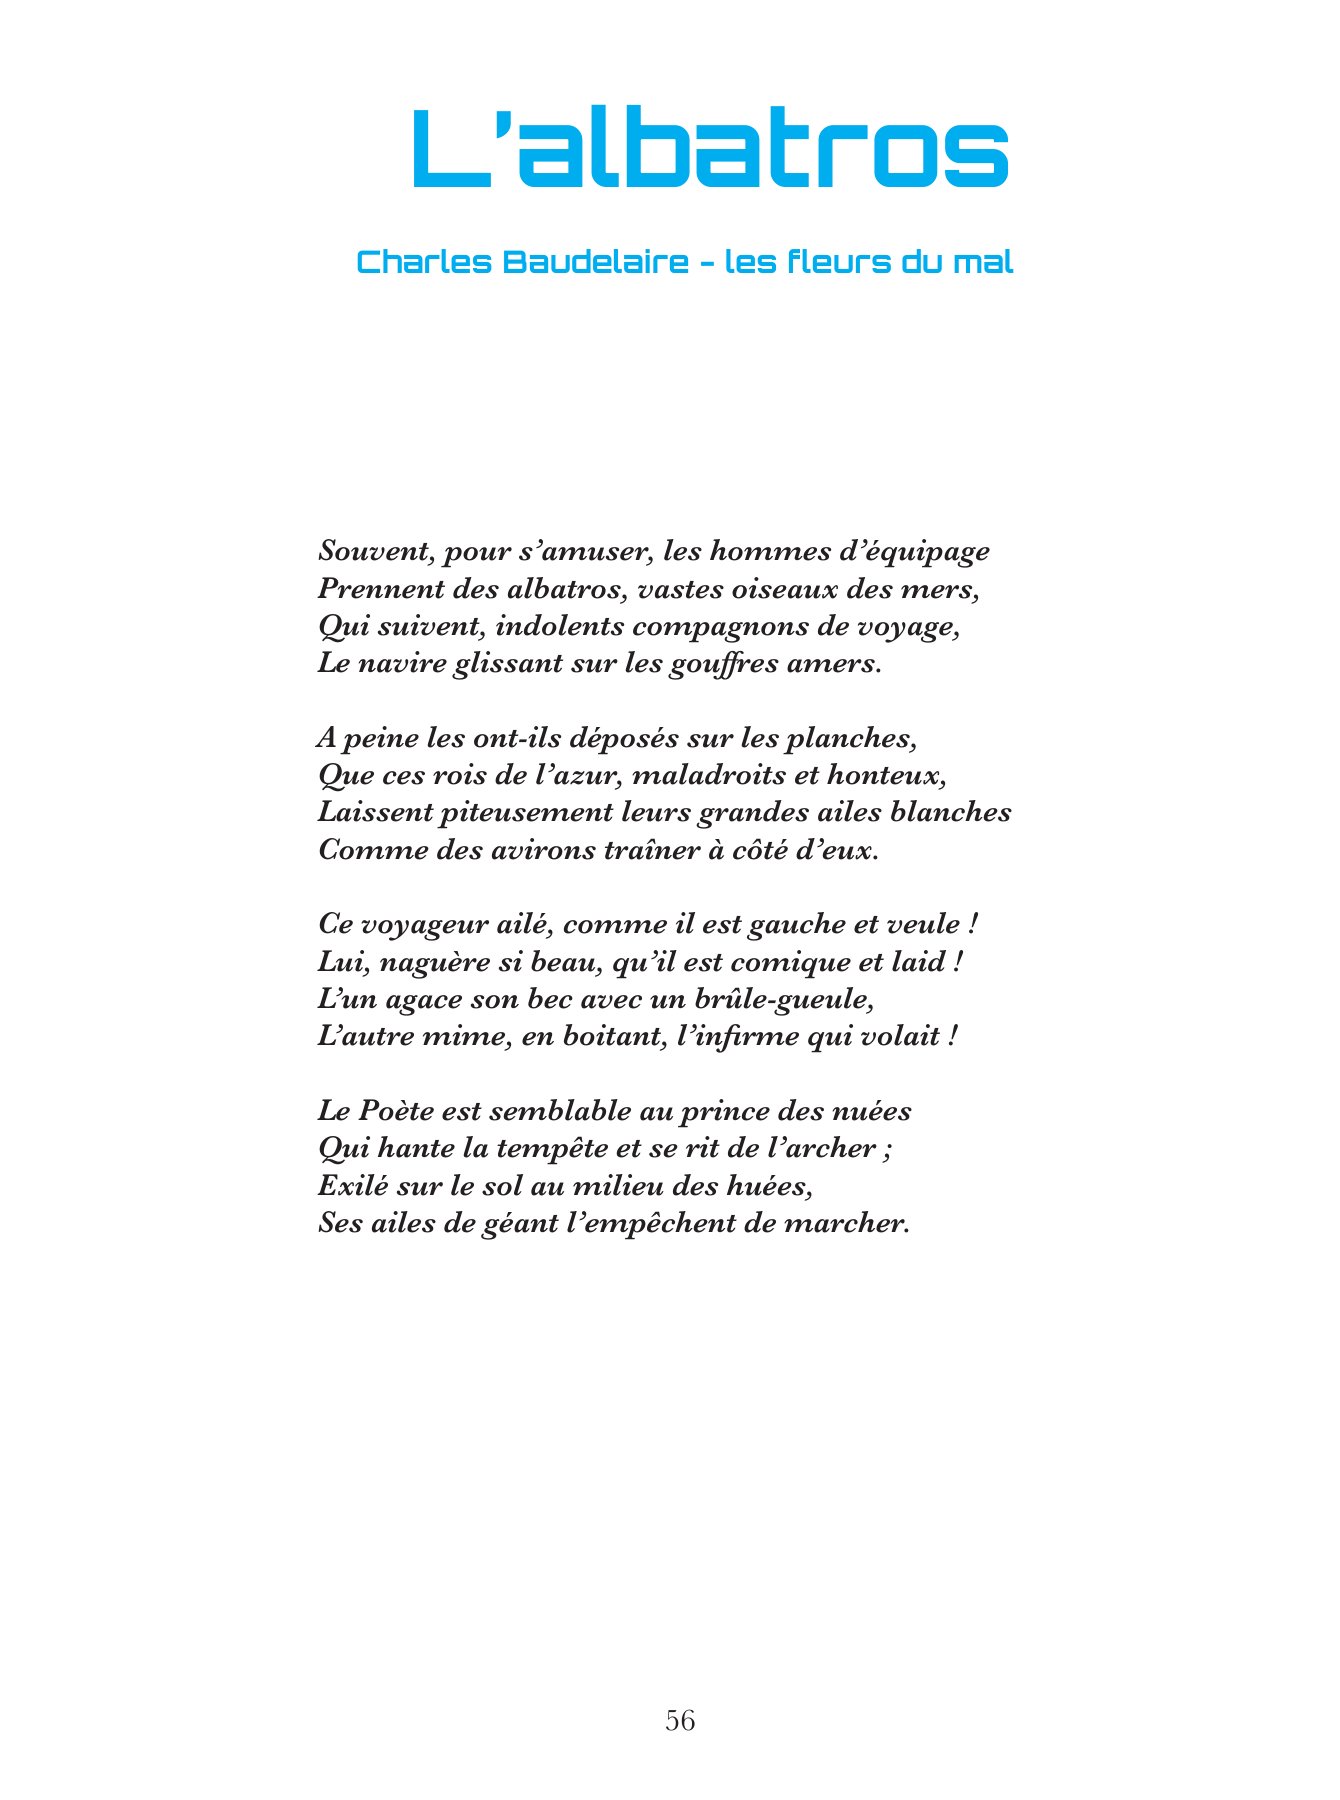 L’albatros
Charles Baudelaire - les fleurs du mal
Souvent, pour s’amuser, les hommes d’équipage
Prennent des albatros, vastes oiseaux des mers,
Qui suivent, indolents compagnons de voyage,
Le navire glissant sur les gouffres amers.
A peine les ont-ils déposés sur les planches,
Que ces rois de l’azur, maladroits et honteux,
Laissent piteusement leurs grandes ailes blanches
Comme des avirons traîner à côté d’eux.
Ce voyageur ailé, comme il est gauche et veule !
Lui, naguère si beau, qu’il est comique et laid !
L’un agace son bec avec un brûle-gueule,
L’autre mime, en boitant, l’infirme qui volait !
Le Poète est semblable au prince des nuées
Qui hante la tempête et se rit de l’archer ;
Exilé sur le sol au milieu des huées,
Ses ailes de géant l’empêchent de marcher.
56